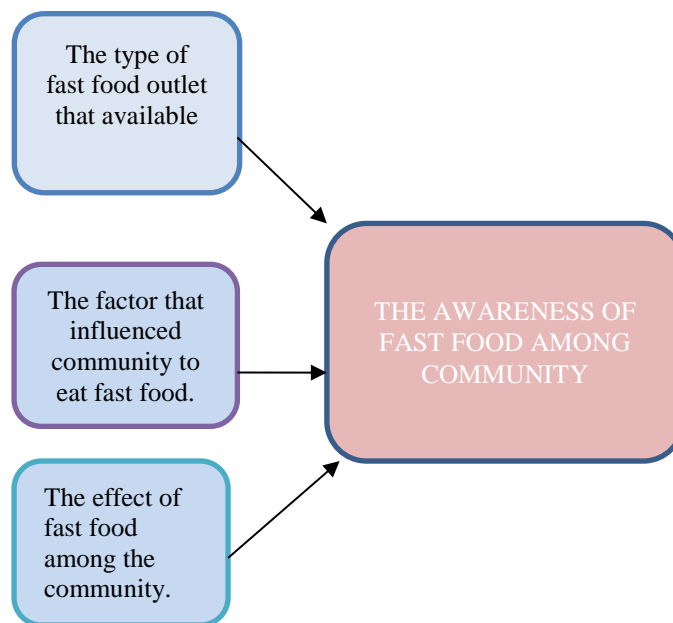 The type of
fast food outlet
that available
The factor that
influenced
community to
eat fast food.
THE AWARENESS OF
FAST FOOD AMONG
COMMUNITY
The effect of
fast food
among the
community.